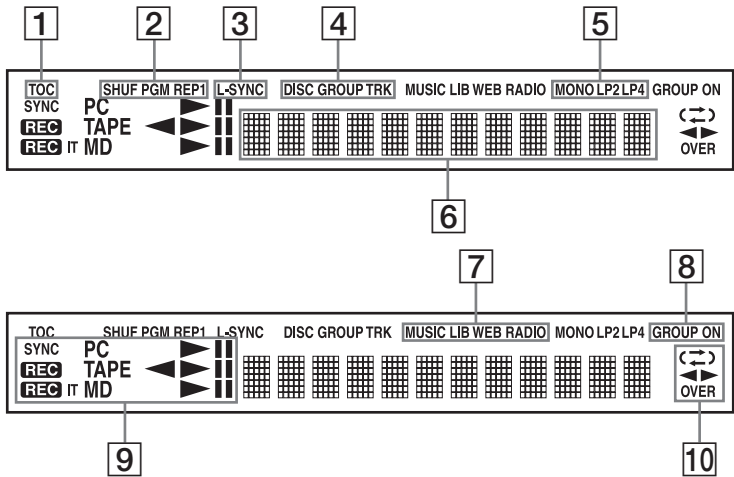 1 2 3 4 5
TOC SHUF PGM REP1 L-SYNC DISC GROUP TRK MUSIC LIB WEB RADIO MONO LP2 LP4 GROUP ON
SYNC PC
REC TAPE
REC IT MD OVER
6
7 8
TOC SHUF PGM REP1 L-SYNC DISC GROUP TRK MUSIC LIB WEB RADIO MONO LP2 LP4 GROUP ON
SYNC PC
REC TAPE
REC IT MD OVER
9 10